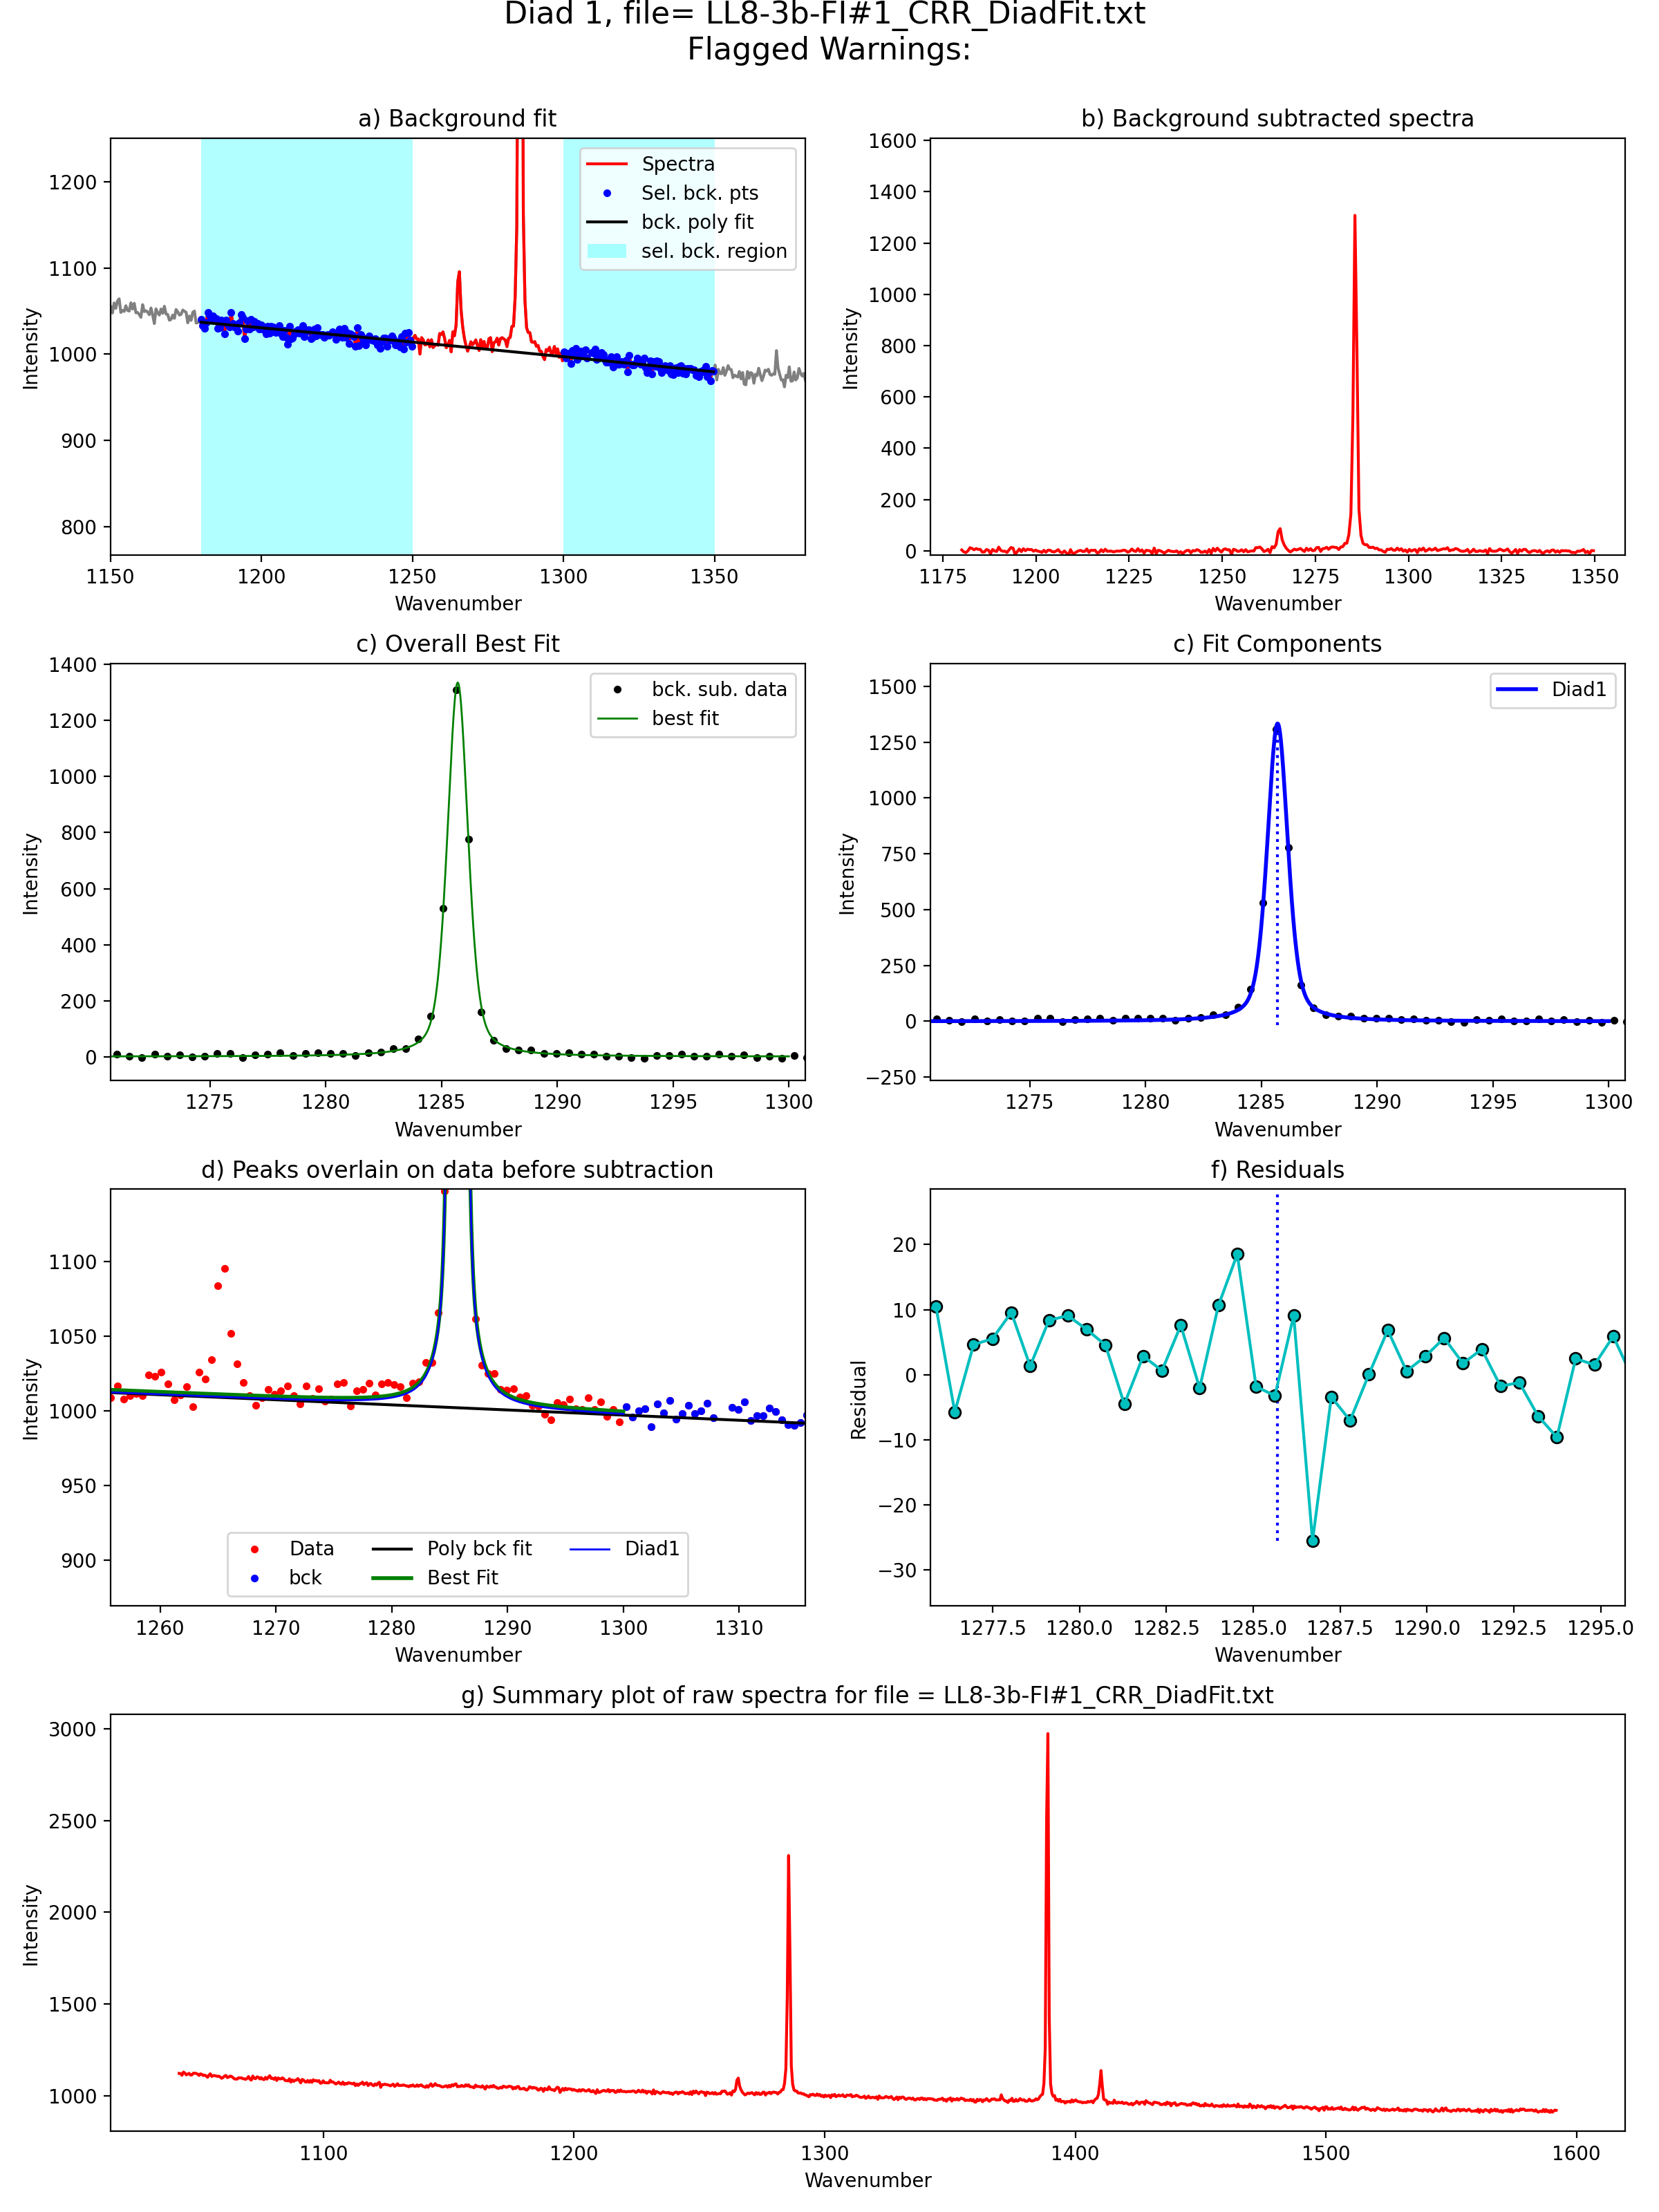 Diad 1, file= LL8-3b-FI#1_CRR_DiadFit.txt
Flagged Warnings:
a) Background fit
Intensity
1200
1100
1000
900
800
Spectra
Sel. bck. pts
bck. poly fit
sel. bck. region
1150 1200 1250 1300 1350
Wavenumber
b) Background subtracted spectra
Intensity
1600
1400
1200
1000
800
600
400
200
0
1175 1200 1225 1250 1275 1300 1325 1350
Wavenumber
c) Overall Best Fit
Intensity
1400
1200
1000
800
600
400
200
0
bck. sub. data
best fit
1275 1280 1285 1290 1295 1300
Wavenumber
c) Fit Components
Intensity
1500
1250
1000
750
500
250
0
−250
Diad1
1275 1280 1285 1290 1295 1300
Wavenumber
d) Peaks overlain on data before subtraction
Intensity
1100
1050
1000
950
900
Data Poly bck fit Diad1
bck Best Fit
1260 1270 1280 1290 1300 1310
Wavenumber
f) Residuals
Residual
20
10
0
−10
−20
−30
1277.5 1280.0 1282.5 1285.0 1287.5 1290.0 1292.5 1295.0
Wavenumber
g) Summary plot of raw spectra for file = LL8-3b-FI#1_CRR_DiadFit.txt
Intensity
3000
2500
2000
1500
1000
1100 1200 1300 1400 1500 1600
Wavenumber